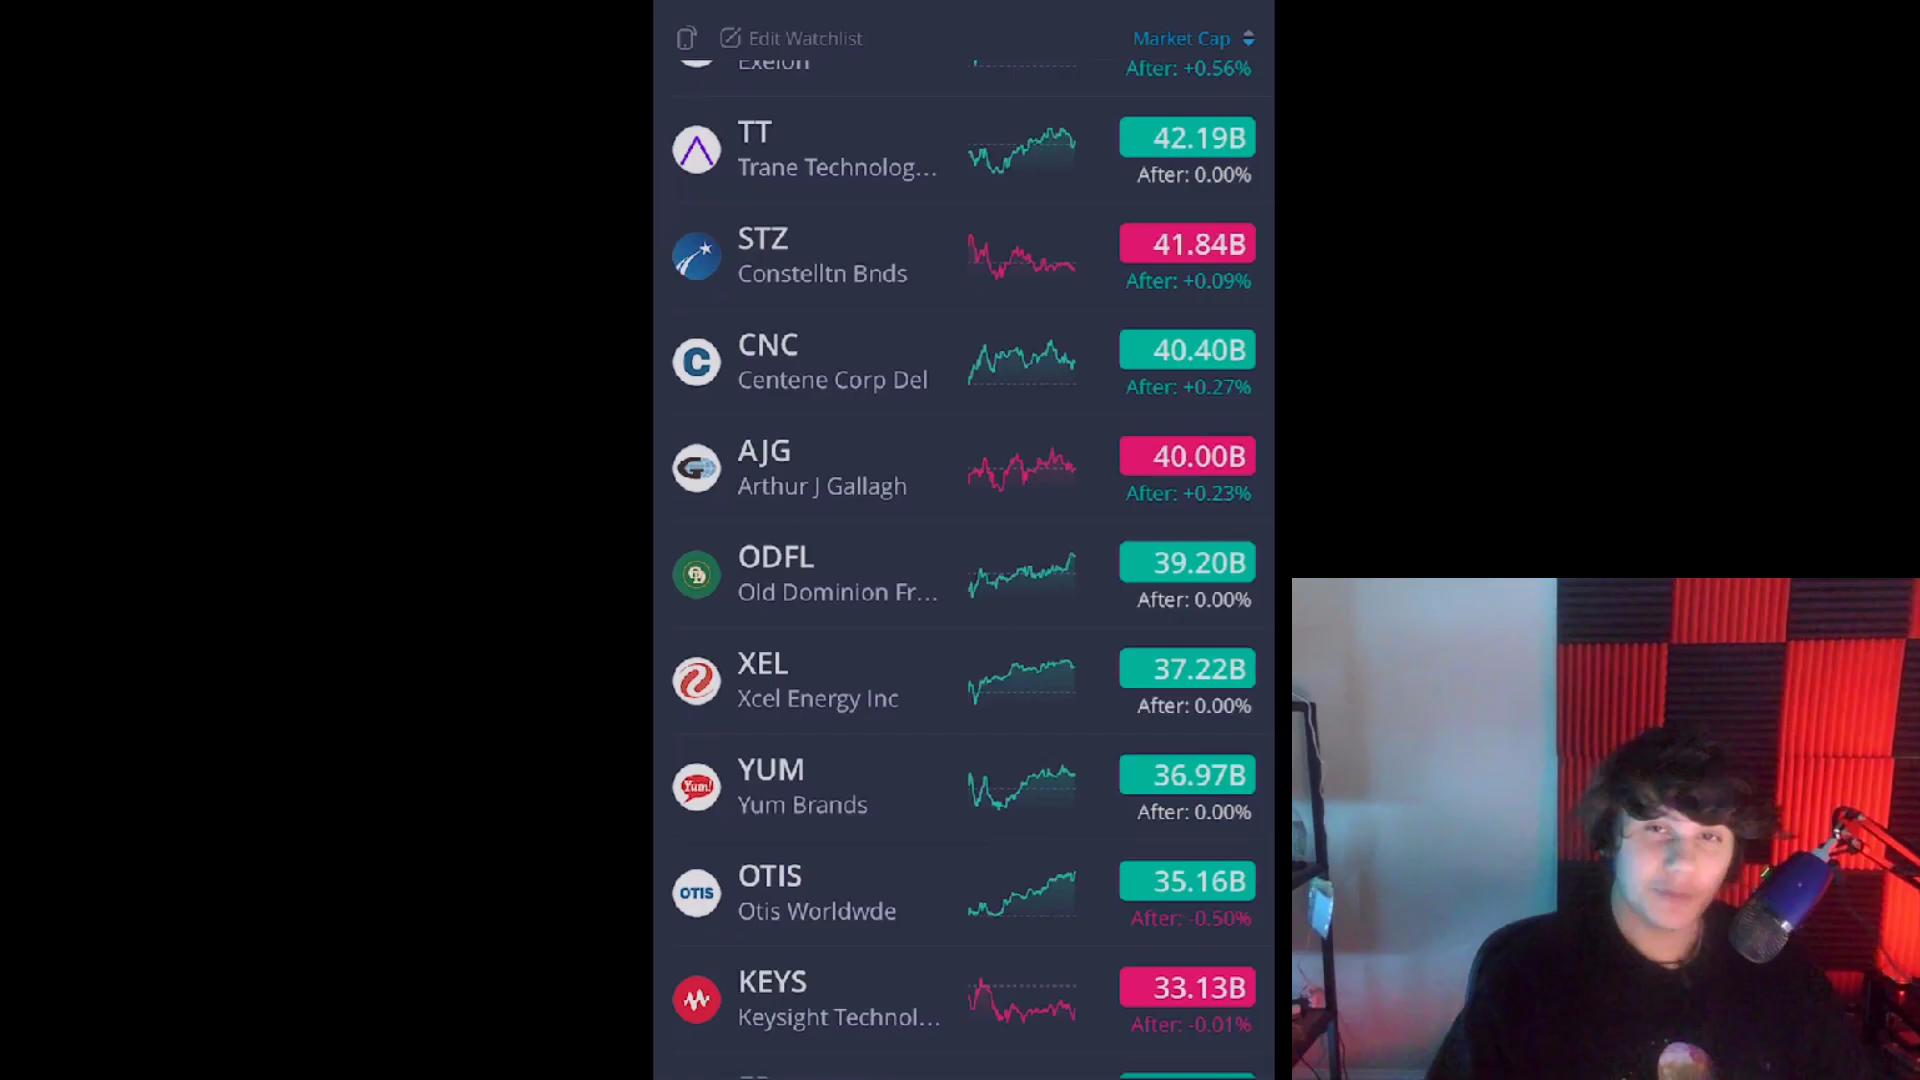 Edit Watchlist
Market Cap
Exelon
After: +0.56%
TT
Trane Technolog...
42.19B
After: 0.00%
STZ
Constelltn Bnds
41.84B
After: +0.09%
C
CNC
Centene Corp Del
40.40B
After: +0.27%
G
AJG
Arthur J Gallagh
40.00B
After: +0.23%
OD
ODFL
Old Dominion Fr...
39.20B
After: 0.00%
XEL
Xcel Energy Inc
37.22B
After: 0.00%
Yum!
YUM
Yum Brands
36.97B
After: 0.00%
OTIS
OTIS
Otis Worldwde
35.16B
After: -0.50%
KEYS
Keysight Technol...
33.13B
After: -0.01%